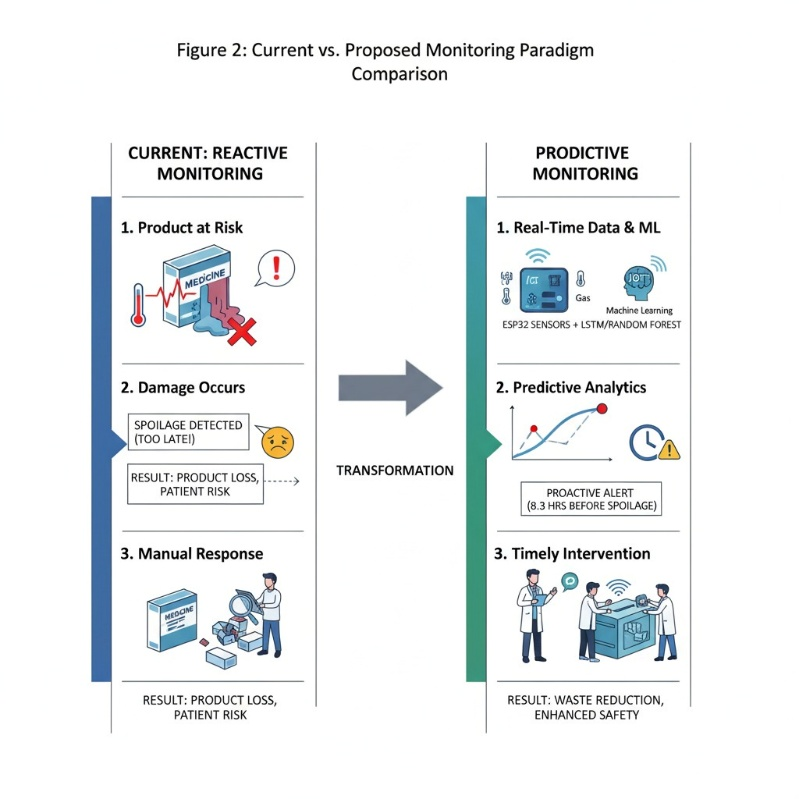 Figure 2: Current vs. Proposed Monitoring Paradigm
Comparison
CURRENT: REACTIVE
MONITORING
1. Product at Risk
MEDICINE
!
2. Damage Occurs
SPOILAGE DETECTED
(TOO LATE!)
RESULT: PRODUCT LOSS,
PATIENT RISK
3. Manual Response
MEDICINE
RESULT: PRODUCT LOSS,
PATIENT RISK
TRANSFORMATION
PRODICTIVE
MONITORING
1. Real-Time Data & ML
Gas
IOT
Machine Learning
ESP32 SENSORS + LSTM/RANDOM FOREST
2. Predictive Analytics
!
PROACTIVE ALERT
(8.3 HRS BEFORE SPOILAGE)
3. Timely Intervention
RESULT: WASTE REDUCTION,
ENHANCED SAFETY